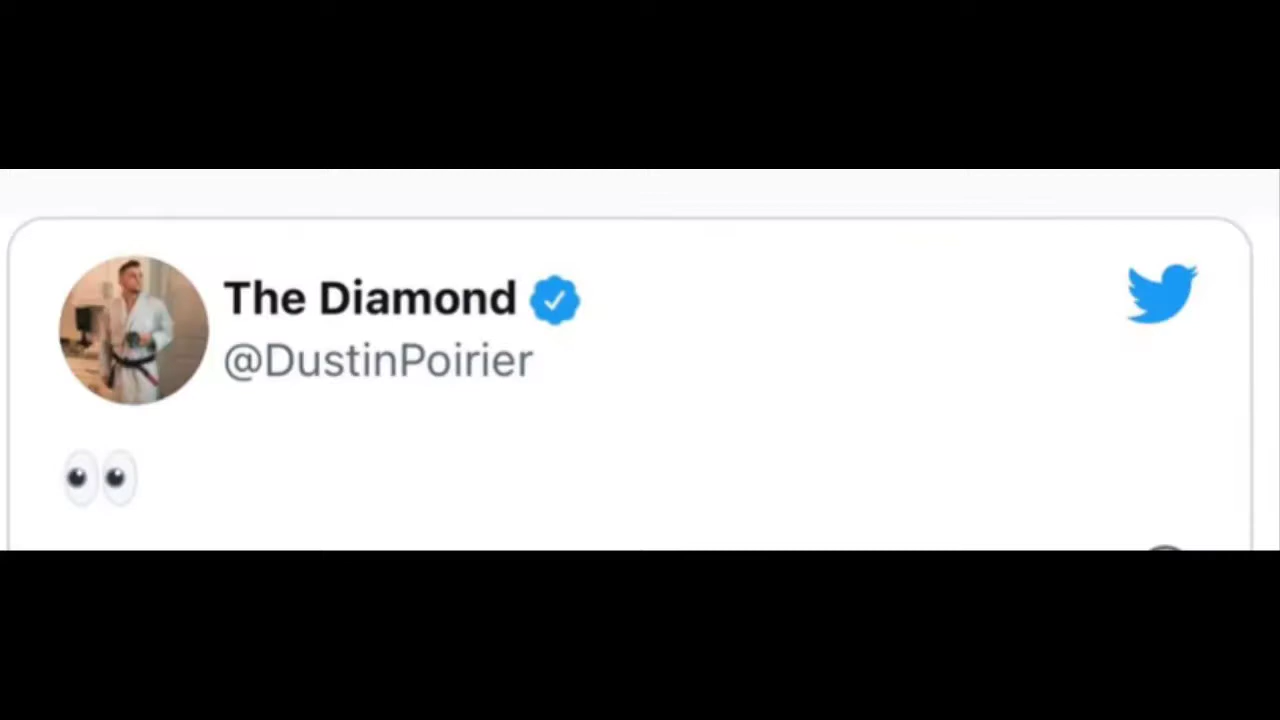 The Diamond
@DustinPoirier
👀